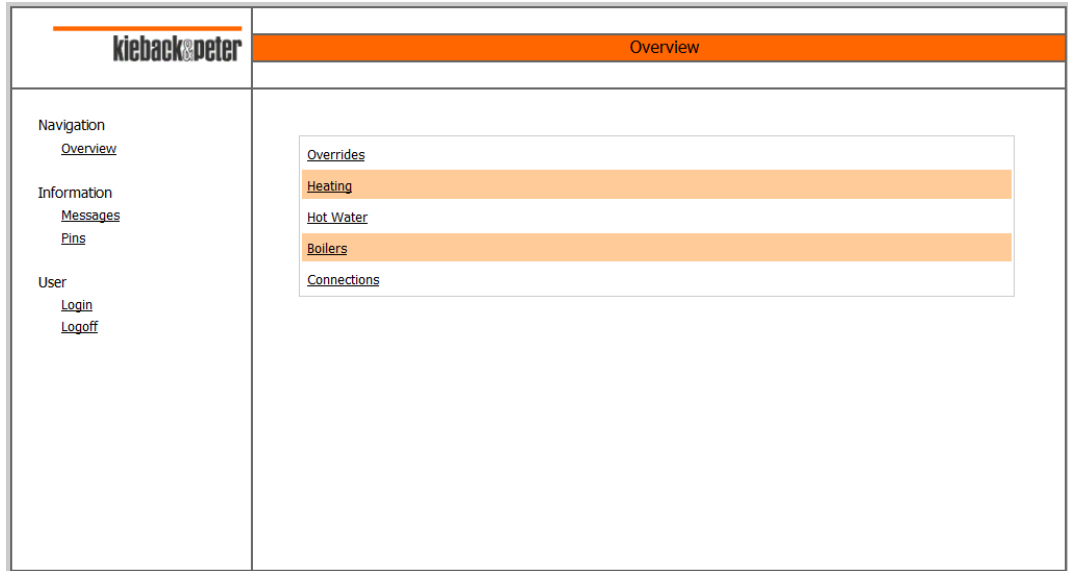 kieback&peter
Overview
Navigation
Overview
Information
Messages
Pins
User
Login
Logoff
Overrides
Heating
Hot Water
Boilers
Connections